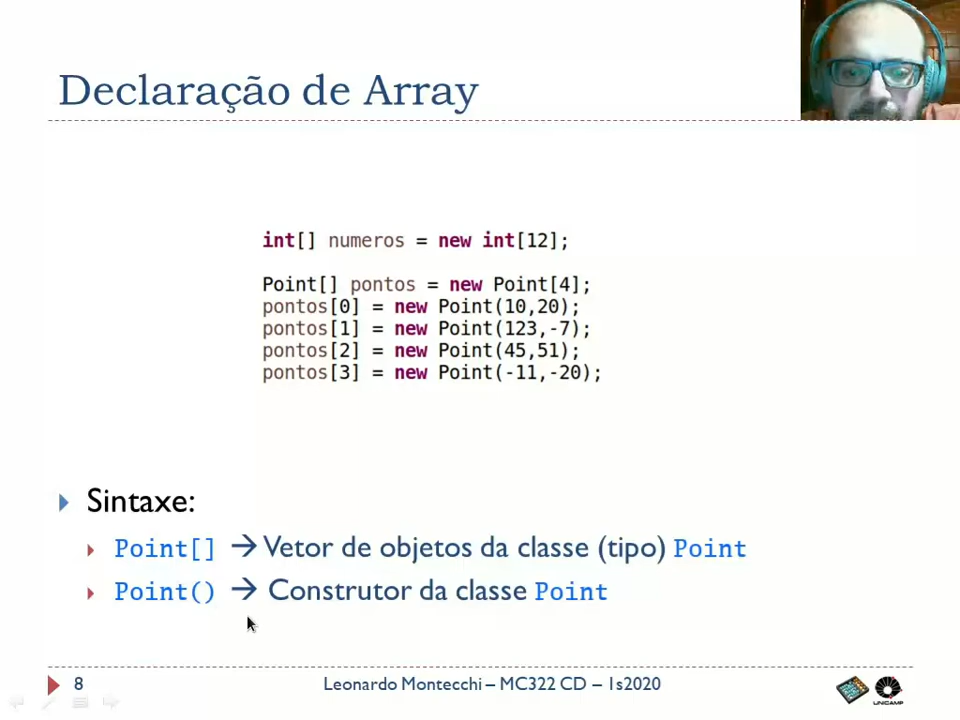 Declaração de Array
int[] numeros = new int[12];
Point[] pontos = new Point[4];
pontos[0] = new Point(10,20);
pontos[1] = new Point(123,-7);
pontos[2] = new Point(45,51);
pontos[3] = new Point(-11,-20);
Sintaxe:
Point[] → Vetor de objetos da classe (tipo) Point
Point() → Construtor da classe Point
8
Leonardo Montecchi – MC322 CD – 1s2020
UNICAMP